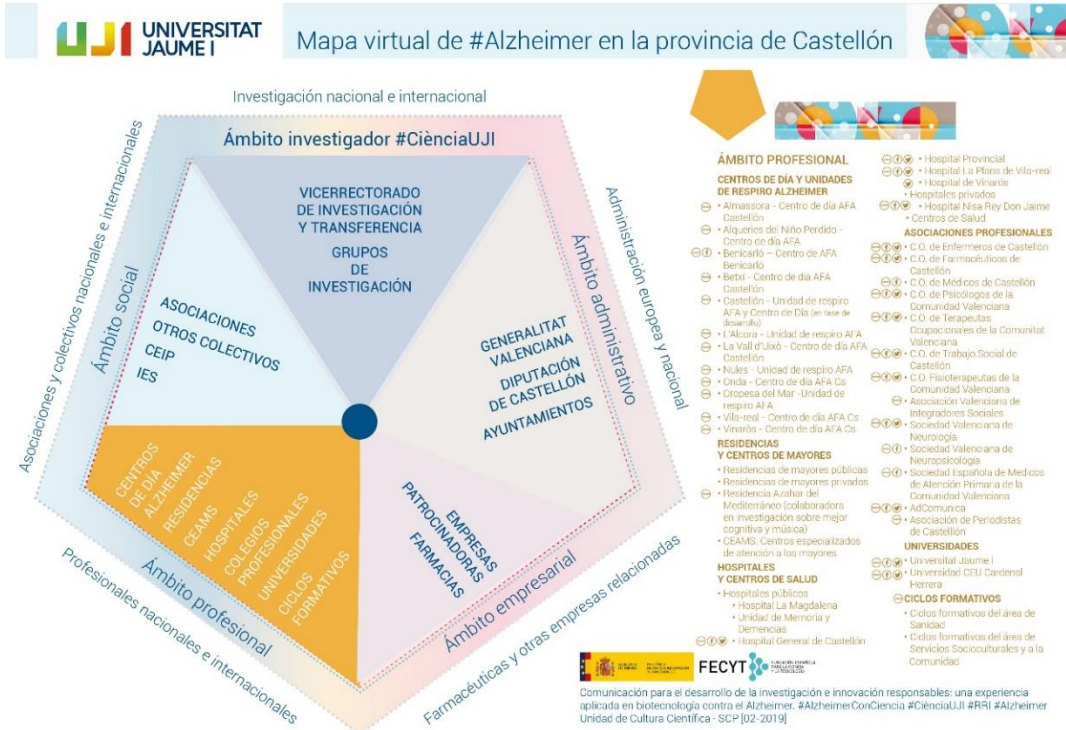 UJI UNIVERSITAT
JAUME I
Mapa virtual de #Alzheimer en la provincia de Castellón
Investigación nacional e internacional
Ámbito investigador #CiènciaUJI
VICERRECTORADO
DE INVESTIGACIÓN
Y TRANSFERENCIA
GRUPOS
DE
INVESTIGACIÓN
Asociaciones y colectivos nacionales e internacionales
Ámbito social
ASOCIACIONES
OTROS COLECTIVOS
CEIP
IES
Administración europea y nacional
Ámbito administrativo
GENERALITAT
VALENCIANA
DIPUTACIÓN
DE CASTELLÓN
AYUNTAMIENTOS
CENTROS
DE DÍA
ALZHEIMER
RESIDENCIAS
CEAMS
HOSPITALES
COLEGIOS
PROFESIONALES
UNIVERSIDADES
CICLOS
FORMATIVOS
Ámbito profesional
Profesionales nacionales e internacionales
EMPRESAS
PATROCINADORAS
FARMACIAS
Ámbito empresarial
Farmacéuticas y otras empresas relacionadas
ÁMBITO PROFESIONAL
CENTROS DE DÍA Y UNIDADES
DE RESPIRO ALZHEIMER
• Almassora - Centro de día AFA
Castellón
• Alqueries del Niño Perdido -
Centro de día AFA
• Benicarló – Centro de AFA
Benicarló
• Betxí - Centro de día AFA
Castellón
• Castellón - Unidad de respiro
AFA y Centro de Día (en fase de
desarrollo)
• L'Alcora - Unidad de respiro AFA
• La Vall d'Uixò - Centro de día AFA
Castellón
• Nules - Unidad de respiro AFA
• Onda - Centro de día AFA Cs
• Oropesa del Mar -Unidad de
respiro AFA
• Vila-real - Centro de día AFA Cs
• Vinaròs - Centro de día AFA Cs
RESIDENCIAS
Y CENTROS DE MAYORES
• Residencias de mayores públicas
• Residencias de mayores privadas
• Residencia Azahar del
Mediterráneo (colaboradora
en investigación sobre mejor
cognitiva y música)
• CEAMS. Centros especializados
de atención a los mayores
HOSPITALES
Y CENTROS DE SALUD
• Hospitales públicos
• Hospital La Magdalena
• Unidad de Memoria y
Demencias
• Hospital General de Castellón
• Hospital Provincial
• Hospital La Plana de Vila-real
• Hospital de Vinaròs
• Hospitales privados
• Hospital Nisa Rey Don Jaime
• Centros de Salud
ASOCIACIONES PROFESIONALES
• C.O. de Enfermeros de Castellón
• C.O. de Farmacéuticos de
Castellón
• C.O. de Médicos de Castellón
• C.O. de Psicólogos de la
Comunidad Valenciana
• C.O. de Terapeutas
Ocupacionales de la Comunitat
Valenciana
• C.O. de Trabajo Social de
Castellón
• C.O. Fisioterapeutas de la
Comunidad Valenciana
• Asociación Valenciana de
Integradores Sociales
• Sociedad Valenciana de
Neurología
• Sociedad Valenciana de
Neuropsicología
• Sociedad Española de Medicos
de Atención Primaria de la
Comunidad Valenciana
• AdComunica
• Asociación de Periodistas
de Castellón
UNIVERSIDADES
• Universitat Jaume I
• Universidad CEU Cardenal
Herrera
CICLOS FORMATIVOS
• Ciclos formativos del área de
Sanidad
• Ciclos formativos del área de
Servicios Socioculturales y a la
Comunidad
FECYT
Comunicación para el desarrollo de la investigación e innovación responsables: una experiencia
aplicada en biotecnología contra el Alzheimer. #AlzheimerConCiencia #CiènciaUJI #RRI #Alzheimer
Unidad de Cultura Científica - SCP [02-2019]